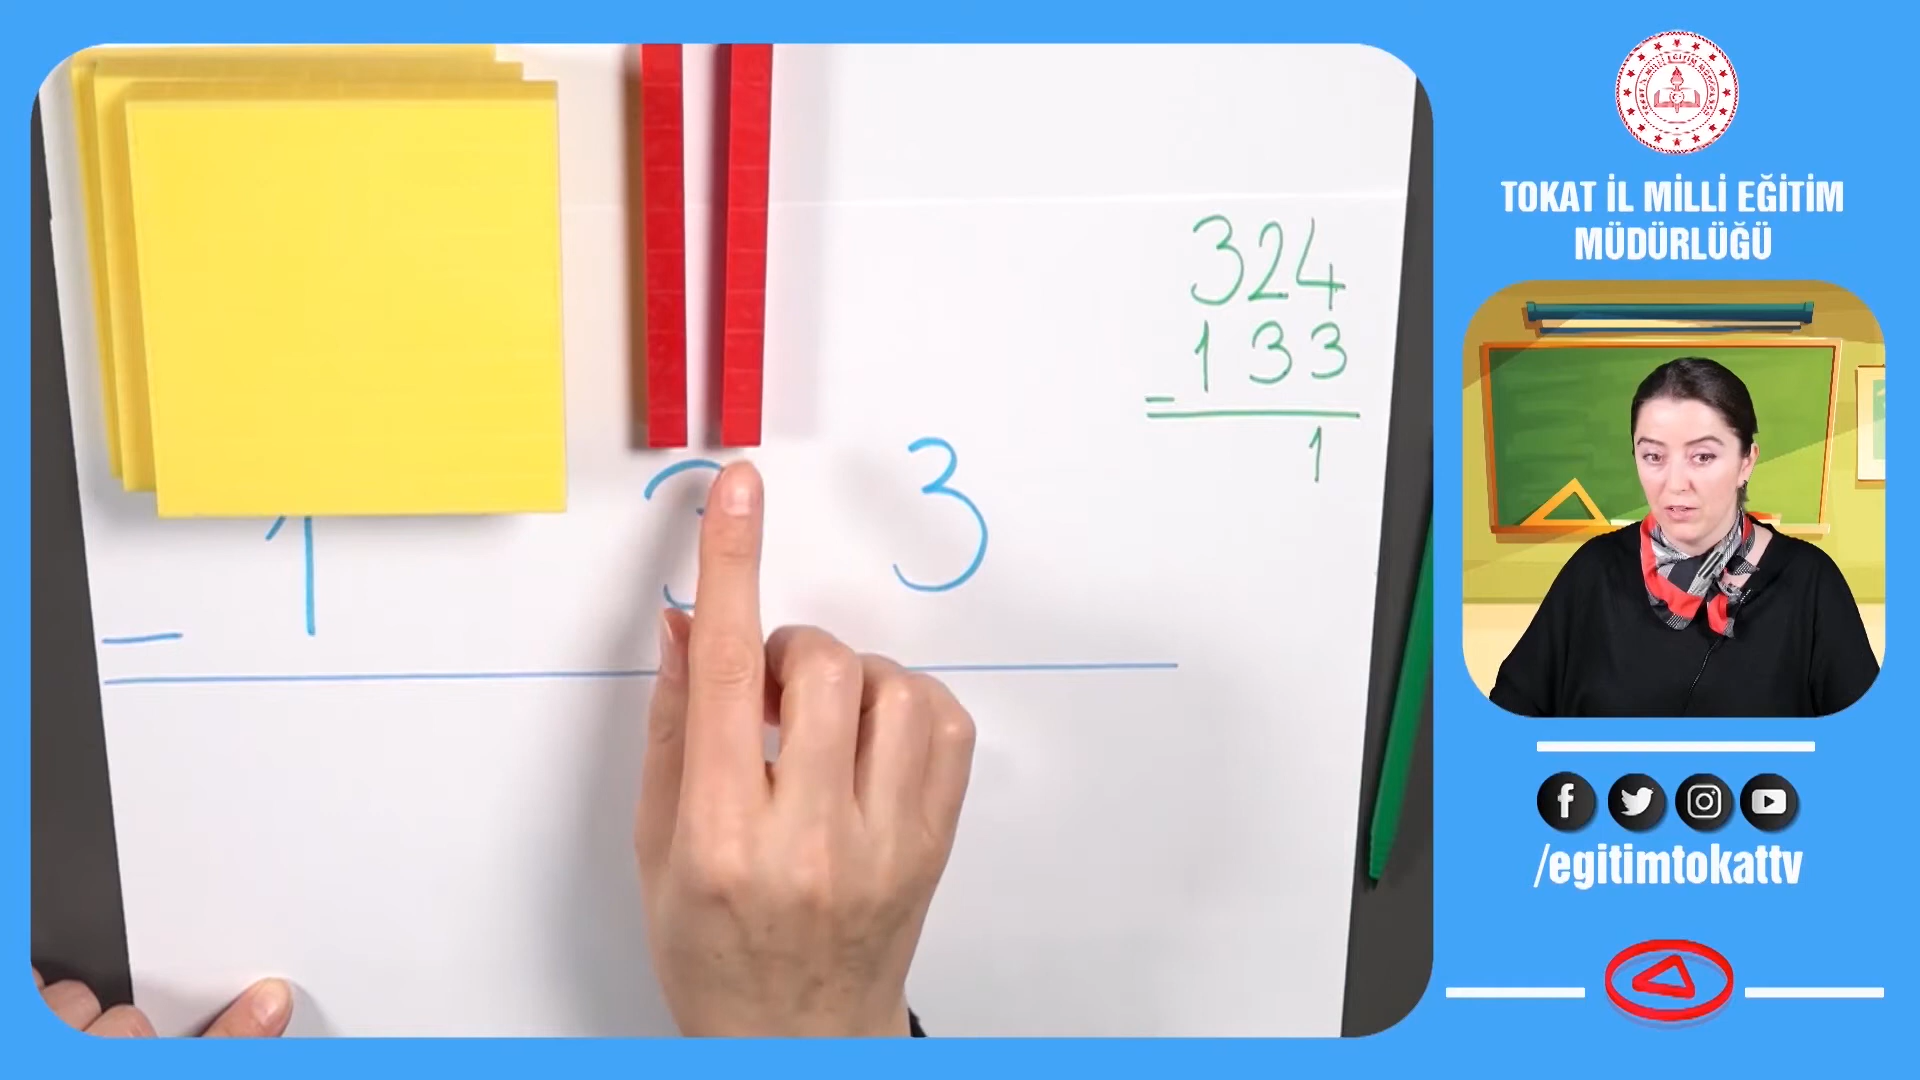 1 3 3
324
133
-
1
TOKAT İL MİLLİ EĞİTİM
MÜDÜRLÜĞÜ
/egitimtokattv